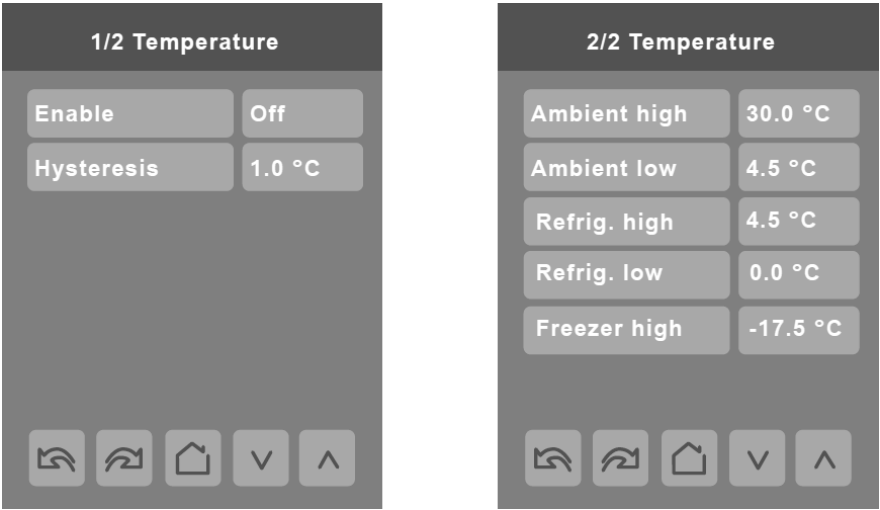 1/2 Temperature
Enable Off
Hysteresis 1.0 °C
2/2 Temperature
Ambient high 30.0 °C
Ambient low 4.5 °C
Refrig. high 4.5 °C
Refrig. low 0.0 °C
Freezer high -17.5 °C